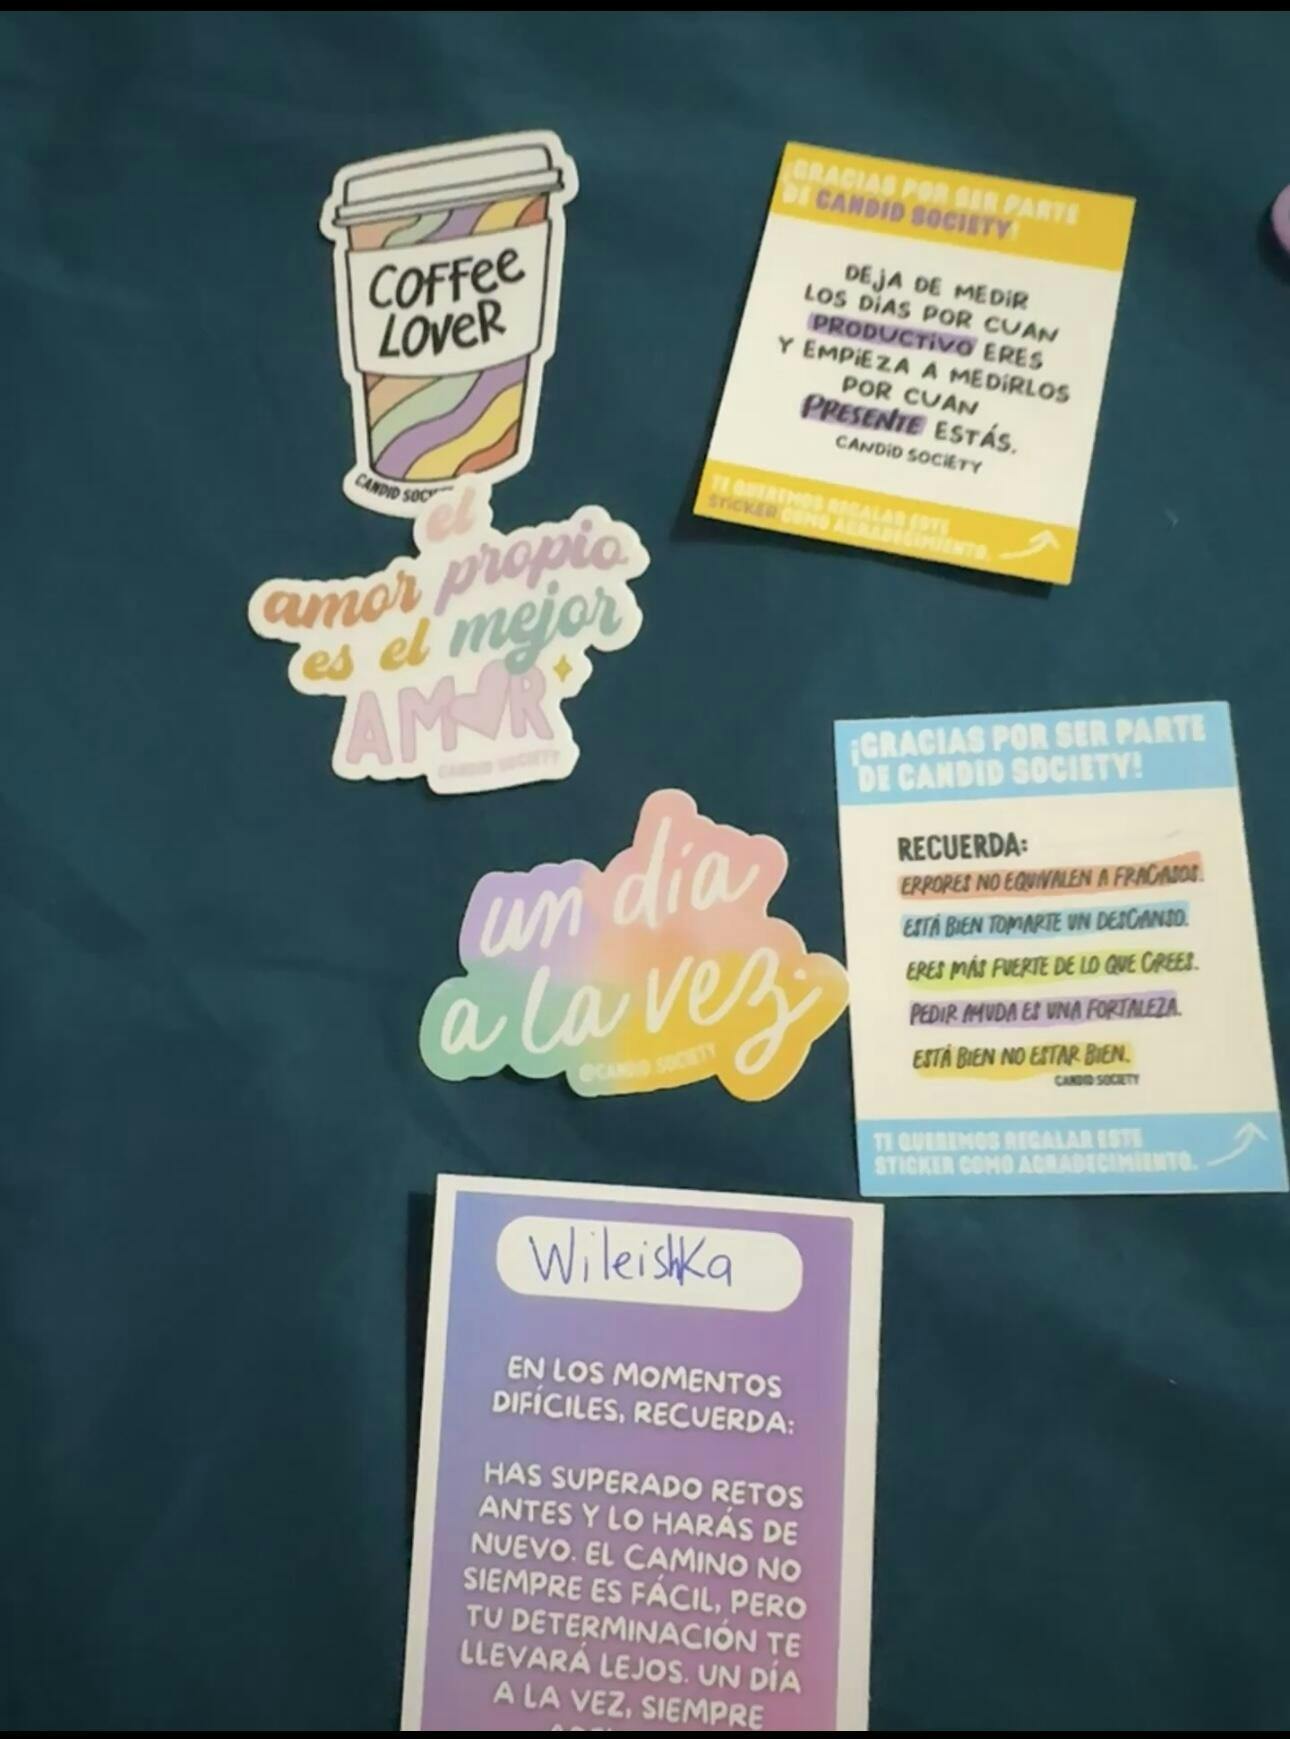 COFFee
LOVeR
CANDID
el
amor propio
es el mejor
AMOR
CANDID SOCIETY
¡GRACIAS POR SER PARTE
DE CANDID SOCIETY!
DEJA DE MEDIR
LOS DÍAS POR CUAN
PRODUCTIVO ERES
Y EMPIEZA A MEDIRLOS
POR CUAN
PRESENTE ESTÁS.
CANDID SOCIETY
TE QUEREMOS REGALAR ESTE
STICKER COMO AGRADECIMIENTO.
un día
a la vez.
@CANDID SOCIETY
¡GRACIAS POR SER PARTE
DE CANDID SOCIETY!
RECUERDA:
ERRORES NO EQUIVALEN A FRACASOS.
ESTÁ BIEN TOMARTE UN DESCANSO.
ERES MÁS FUERTE DE LO QUE CREES.
PEDIR AYUDA ES UNA FORTALEZA.
ESTÁ BIEN NO ESTAR BIEN.
CANDID SOCIETY
TE QUEREMOS REGALAR ESTE
STICKER COMO AGRADECIMIENTO.
Wileishka
EN LOS MOMENTOS
DIFÍCILES, RECUERDA:
HAS SUPERADO RETOS
ANTES Y LO HARÁS DE
NUEVO. EL CAMINO NO
SIEMPRE ES FÁCIL, PERO
TU DETERMINACIÓN TE
LLEVARÁ LEJOS. UN DÍA
A LA VEZ, SIEMPRE